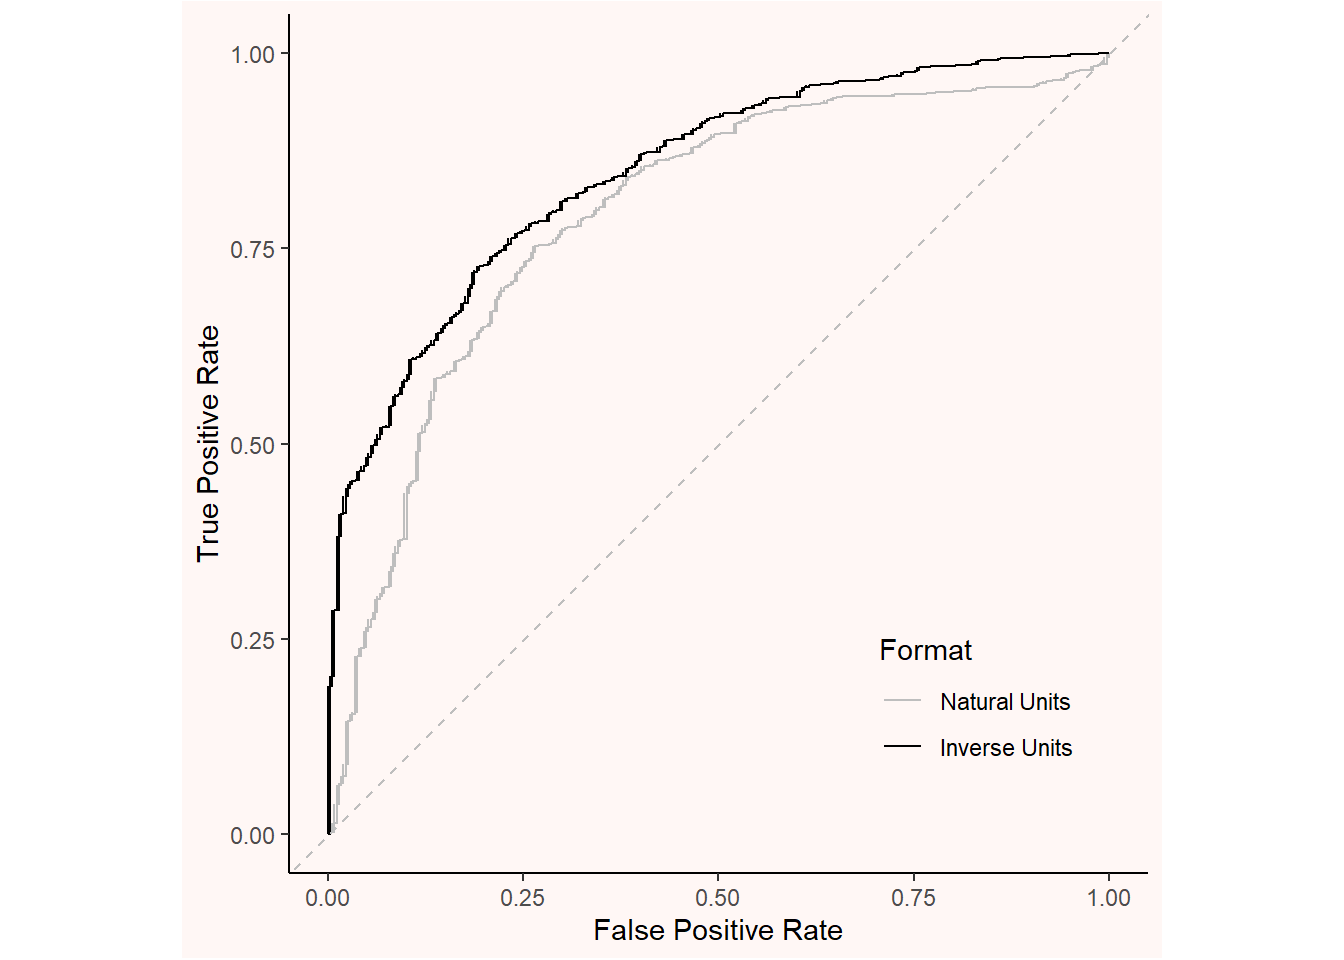 True Positive Rate
1.00
0.75
0.50
0.25
0.00
Format
Natural Units
Inverse Units
0.00 0.25 0.50 0.75 1.00
False Positive Rate